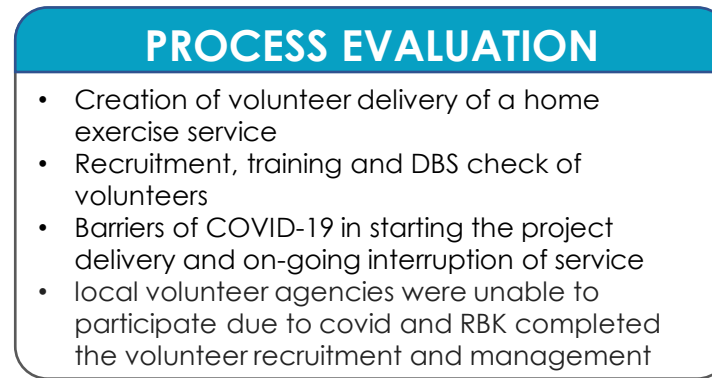 PROCESS EVALUATION
• Creation of volunteer delivery of a home
exercise service
• Recruitment, training and DBS check of
volunteers
• Barriers of COVID-19 in starting the project
delivery and on-going interruption of service
• local volunteer agencies were unable to
participate due to covid and RBK completed
the volunteer recruitment and management